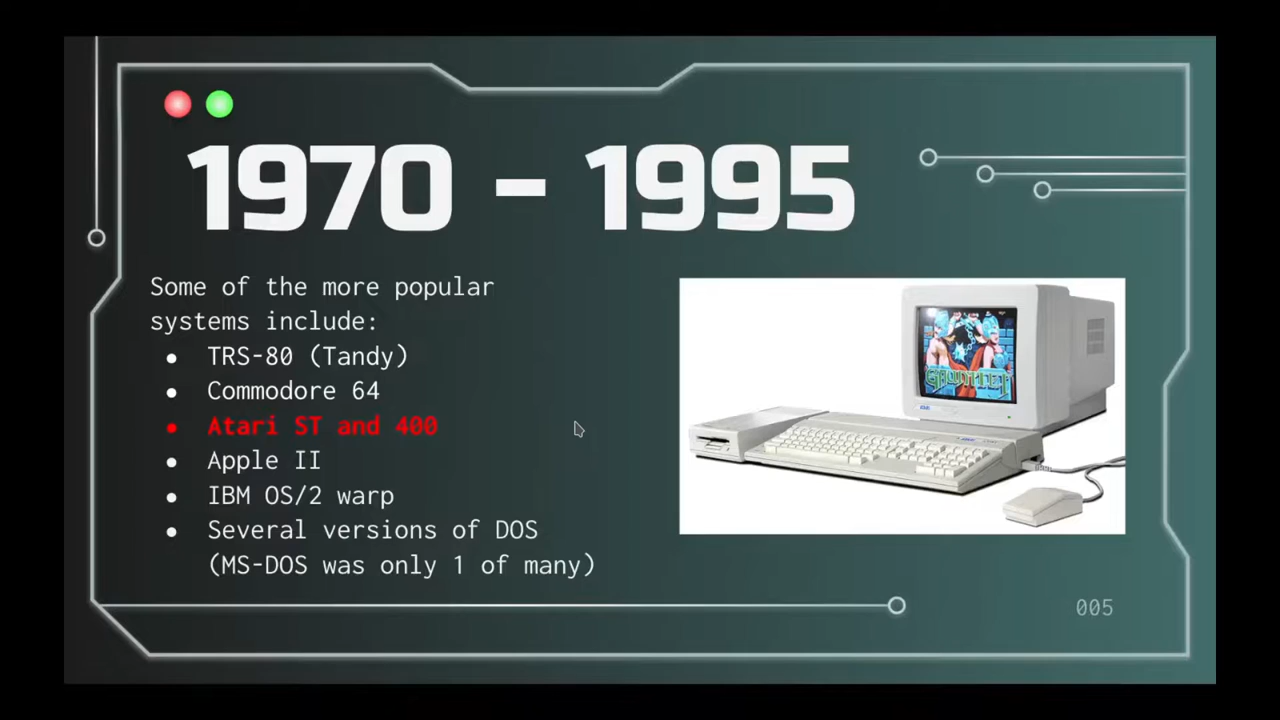 1970 - 1995
Some of the more popular
systems include:
● TRS-80 (Tandy)
● Commodore 64
● Atari ST and 400
● Apple II
● IBM OS/2 warp
● Several versions of DOS
(MS-DOS was only 1 of many)
GAUNTLET
005